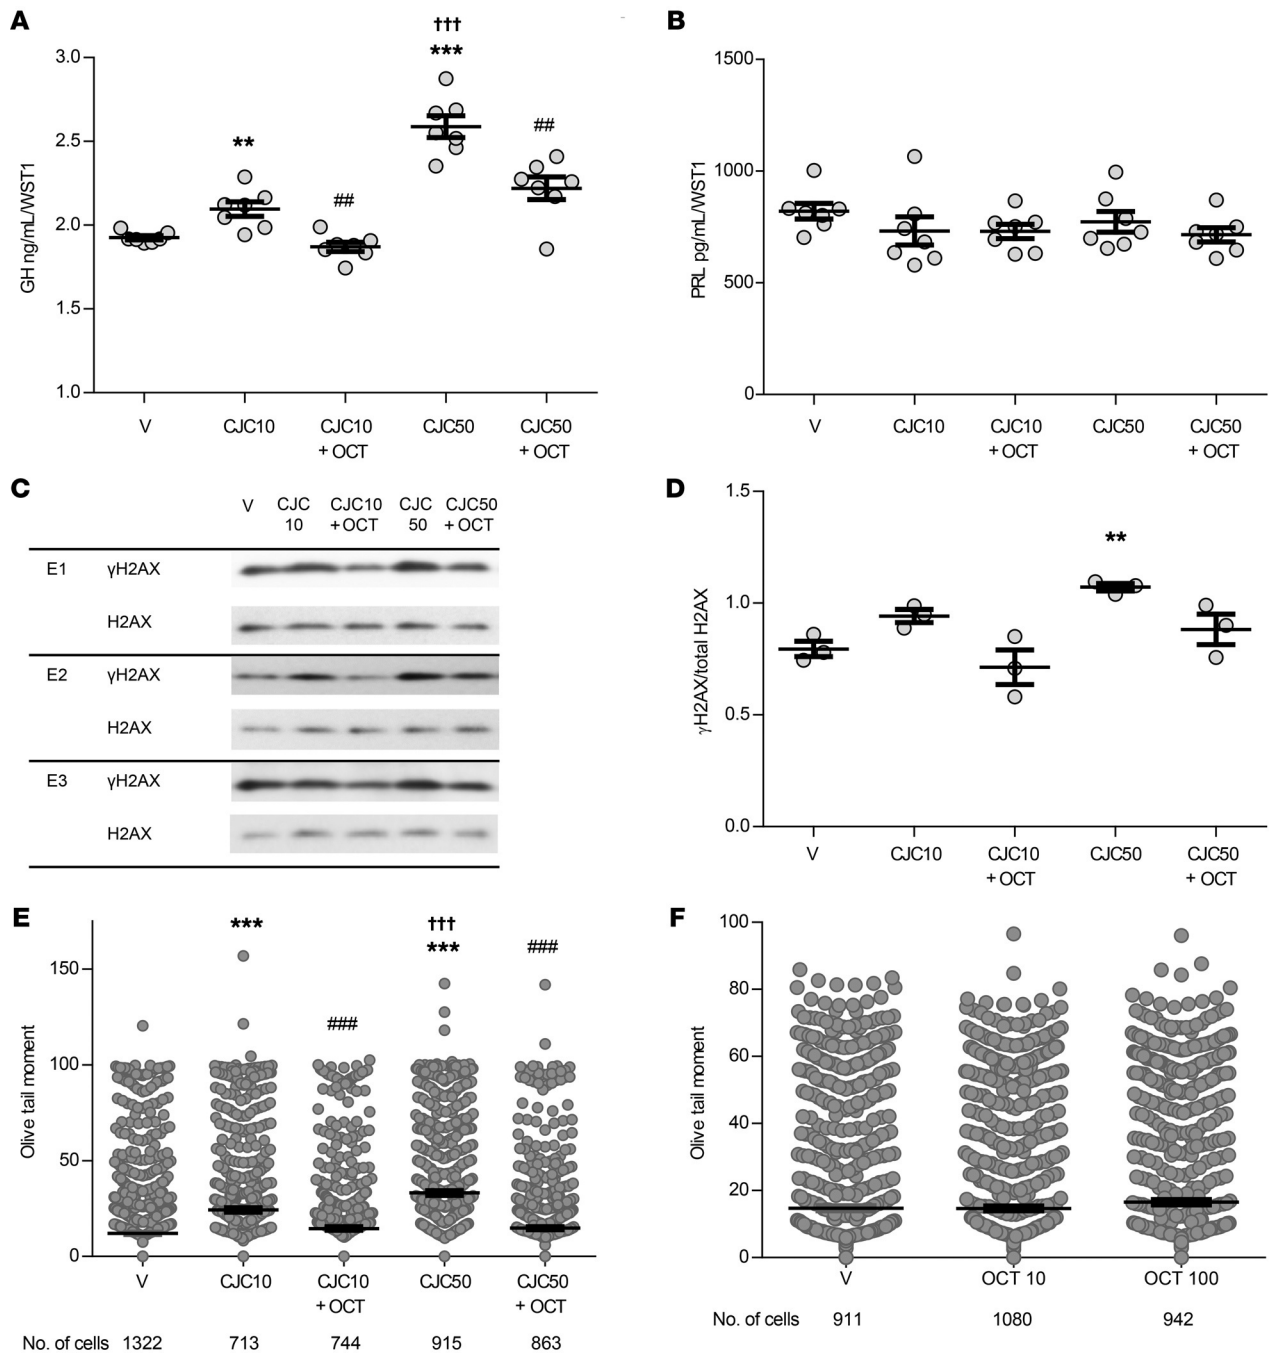 A
†††
***
3.0
**
##
##
2.5
2.0
1.5
1.0
GH ng/mL/WST1
V
CJC10
CJC10
+ OCT
CJC50
CJC50
+ OCT
B
1500
1000
500
0
PRL pg/mL/WST1
V
CJC10
CJC10
+ OCT
CJC50
CJC50
+ OCT
C
V
CJC
10
CJC10
+OCT
CJC
50
CJC50
+ OCT
E1 γH2AX
H2AX
E2 γH2AX
H2AX
E3 γH2AX
H2AX
D
1.5
**
1.0
0.5
0.0
γH2AX/total H2AX
V
CJC10
CJC10
+ OCT
CJC50
CJC50
+ OCT
E
***
†††
***
###
###
150
100
50
0
Olive tail moment
V
CJC10
CJC10
+ OCT
CJC50
CJC50
+ OCT
No. of cells 1322 713 744 915 863
F
100
80
60
40
20
0
Olive tail moment
V OCT 10 OCT 100
No. of cells 911 1080 942